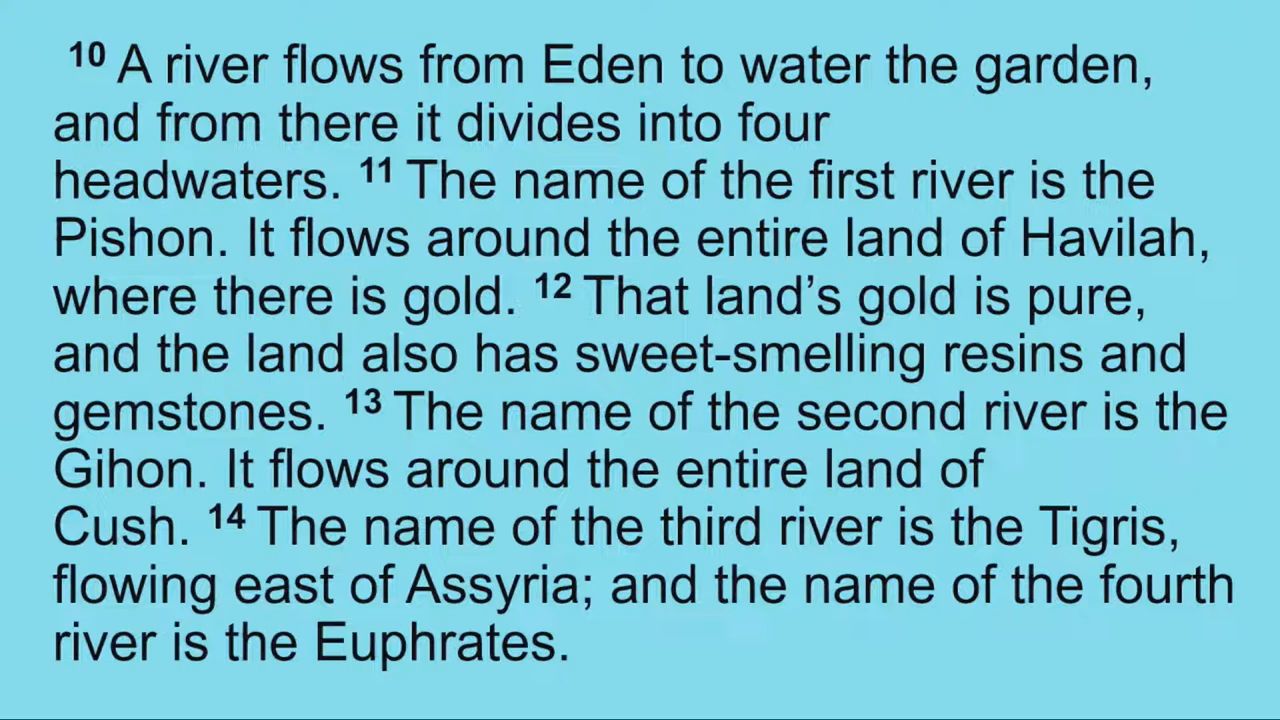 10 A river flows from Eden to water the garden,
and from there it divides into four
headwaters. 11 The name of the first river is the
Pishon. It flows around the entire land of Havilah,
where there is gold. 12 That land’s gold is pure,
and the land also has sweet-smelling resins and
gemstones. 13 The name of the second river is the
Gihon. It flows around the entire land of
Cush. 14 The name of the third river is the Tigris,
flowing east of Assyria; and the name of the fourth
river is the Euphrates.